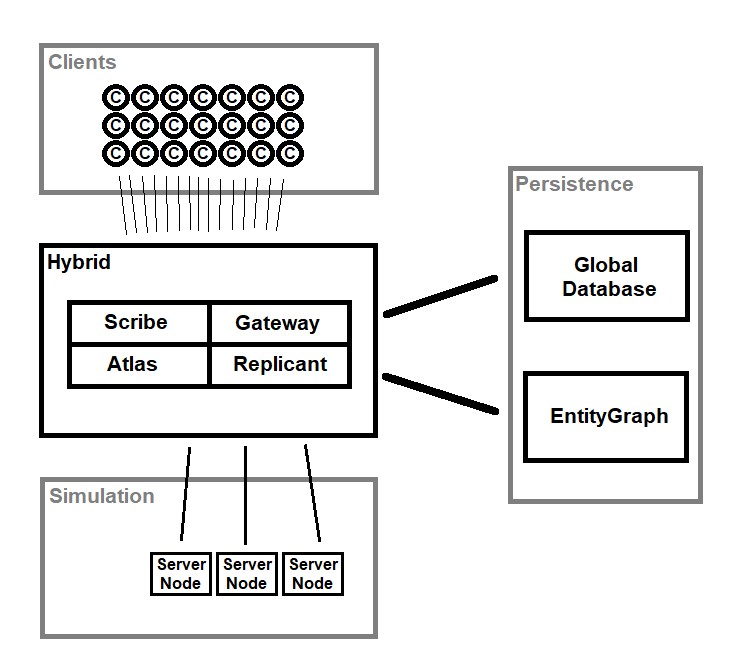 Clients
C C C C C C C
C C C C C C C
C C C C C C C
Hybrid
Scribe Gateway
Atlas Replicant
Simulation
Server Server Server
Node Node Node
Persistence
Global
Database
EntityGraph